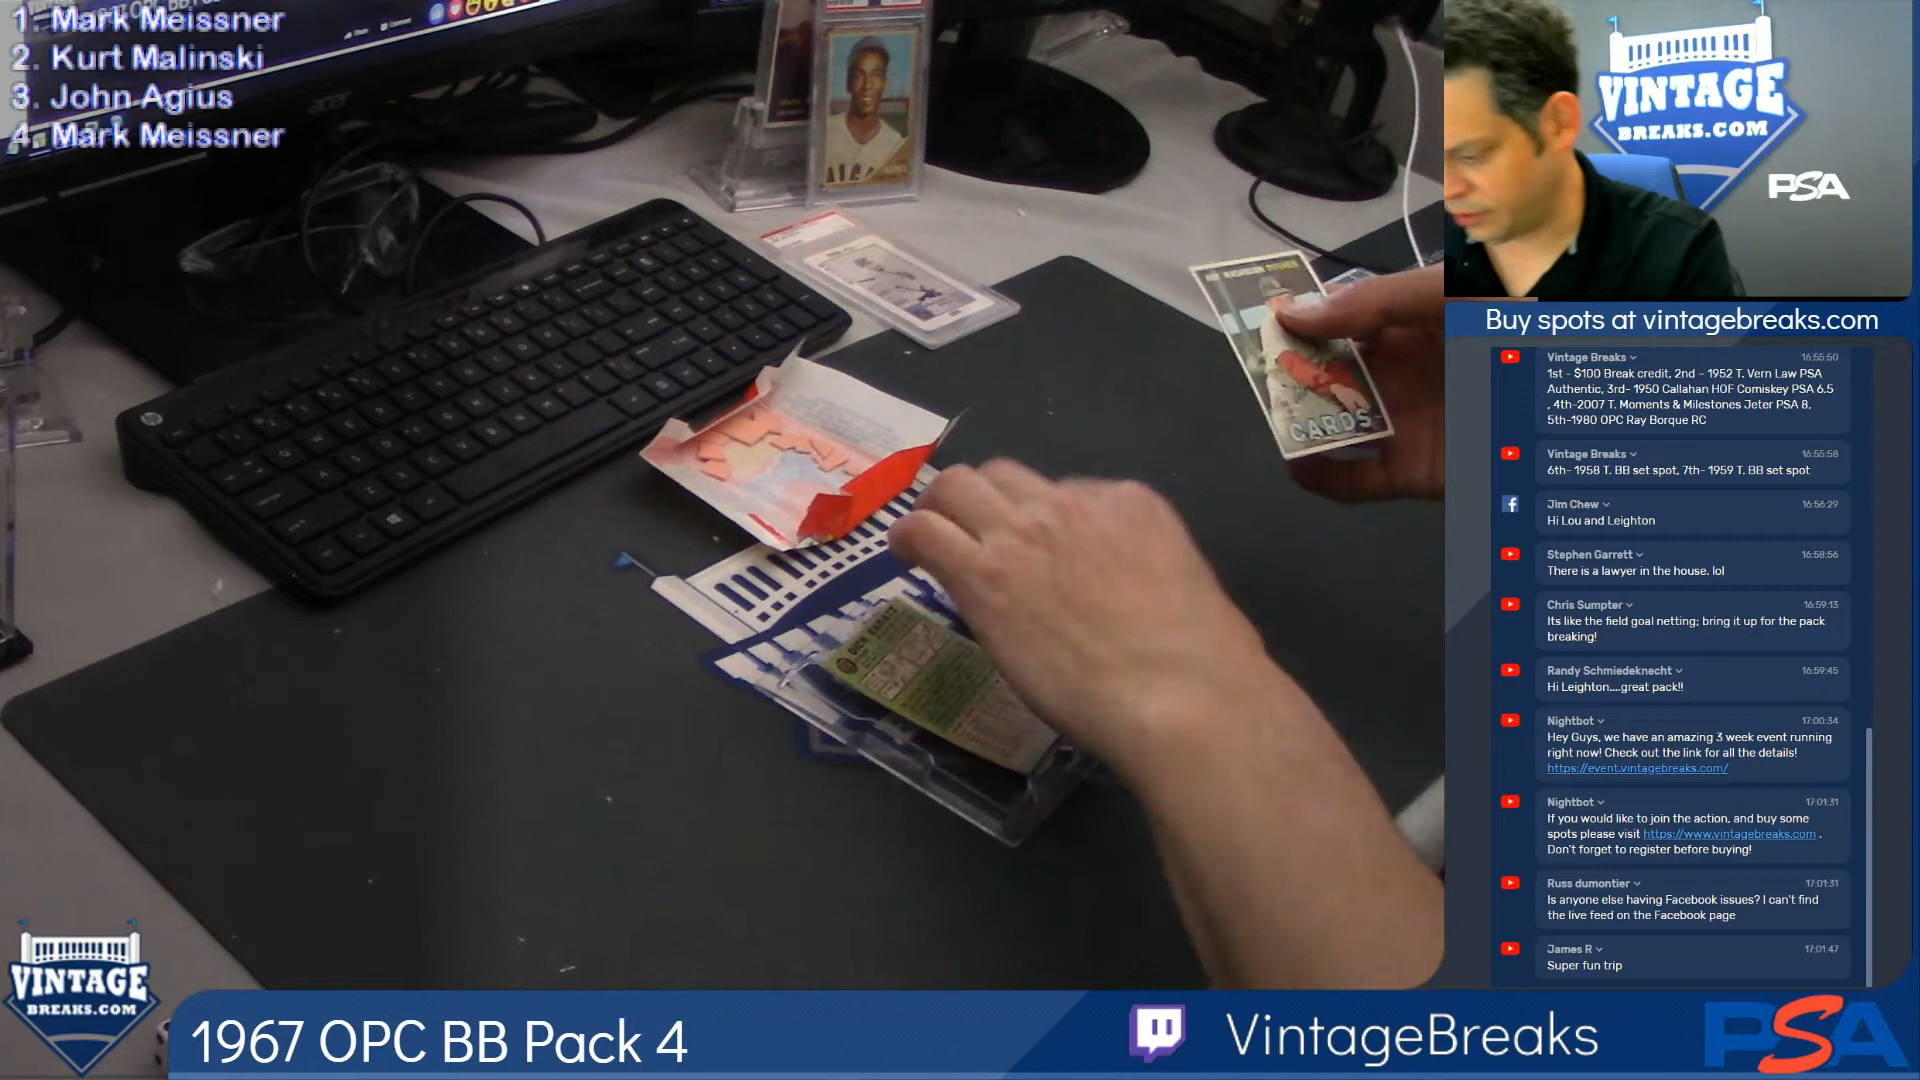 1. Mark Meissner
2. Kurt Malinski
3. John Agius
4. Mark Meissner
acer
RAY WASHBURN PITCHER
CARDS
VINTAGE
BREAKS.COM
PSA
Buy spots at vintagebreaks.com
Vintage Breaks 16:55:50
1st - $100 Break credit, 2nd - 1952 T. Vern Law PSA
Authentic, 3rd- 1950 Callahan HOF Comiskey PSA 6.5
, 4th-2007 T. Moments & Milestones Jeter PSA 8,
5th-1980 OPC Ray Borque RC
Vintage Breaks 16:55:58
6th- 1958 T. BB set spot, 7th- 1959 T. BB set spot
Jim Chew 16:56:29
Hi Lou and Leighton
Stephen Garrett 16:58:56
There is a lawyer in the house. lol
Chris Sumpter 16:59:13
Its like the field goal netting; bring it up for the pack
breaking!
Randy Schmiedeknecht 16:59:45
Hi Leighton....great pack!!
Nightbot 17:00:34
Hey Guys, we have an amazing 3 week event running
right now! Check out the link for all the details!
https://event.vintagebreaks.com/
Nightbot 17:01:31
If you would like to join the action, and buy some
spots please visit https://www.vintagebreaks.com .
Don't forget to register before buying!
Russ dumontier 17:01:31
Is anyone else having Facebook issues? I can't find
the live feed on the Facebook page
James R 17:01:47
Super fun trip
VINTAGE
BREAKS.COM
1967 OPC BB Pack 4
VintageBreaks
PSA